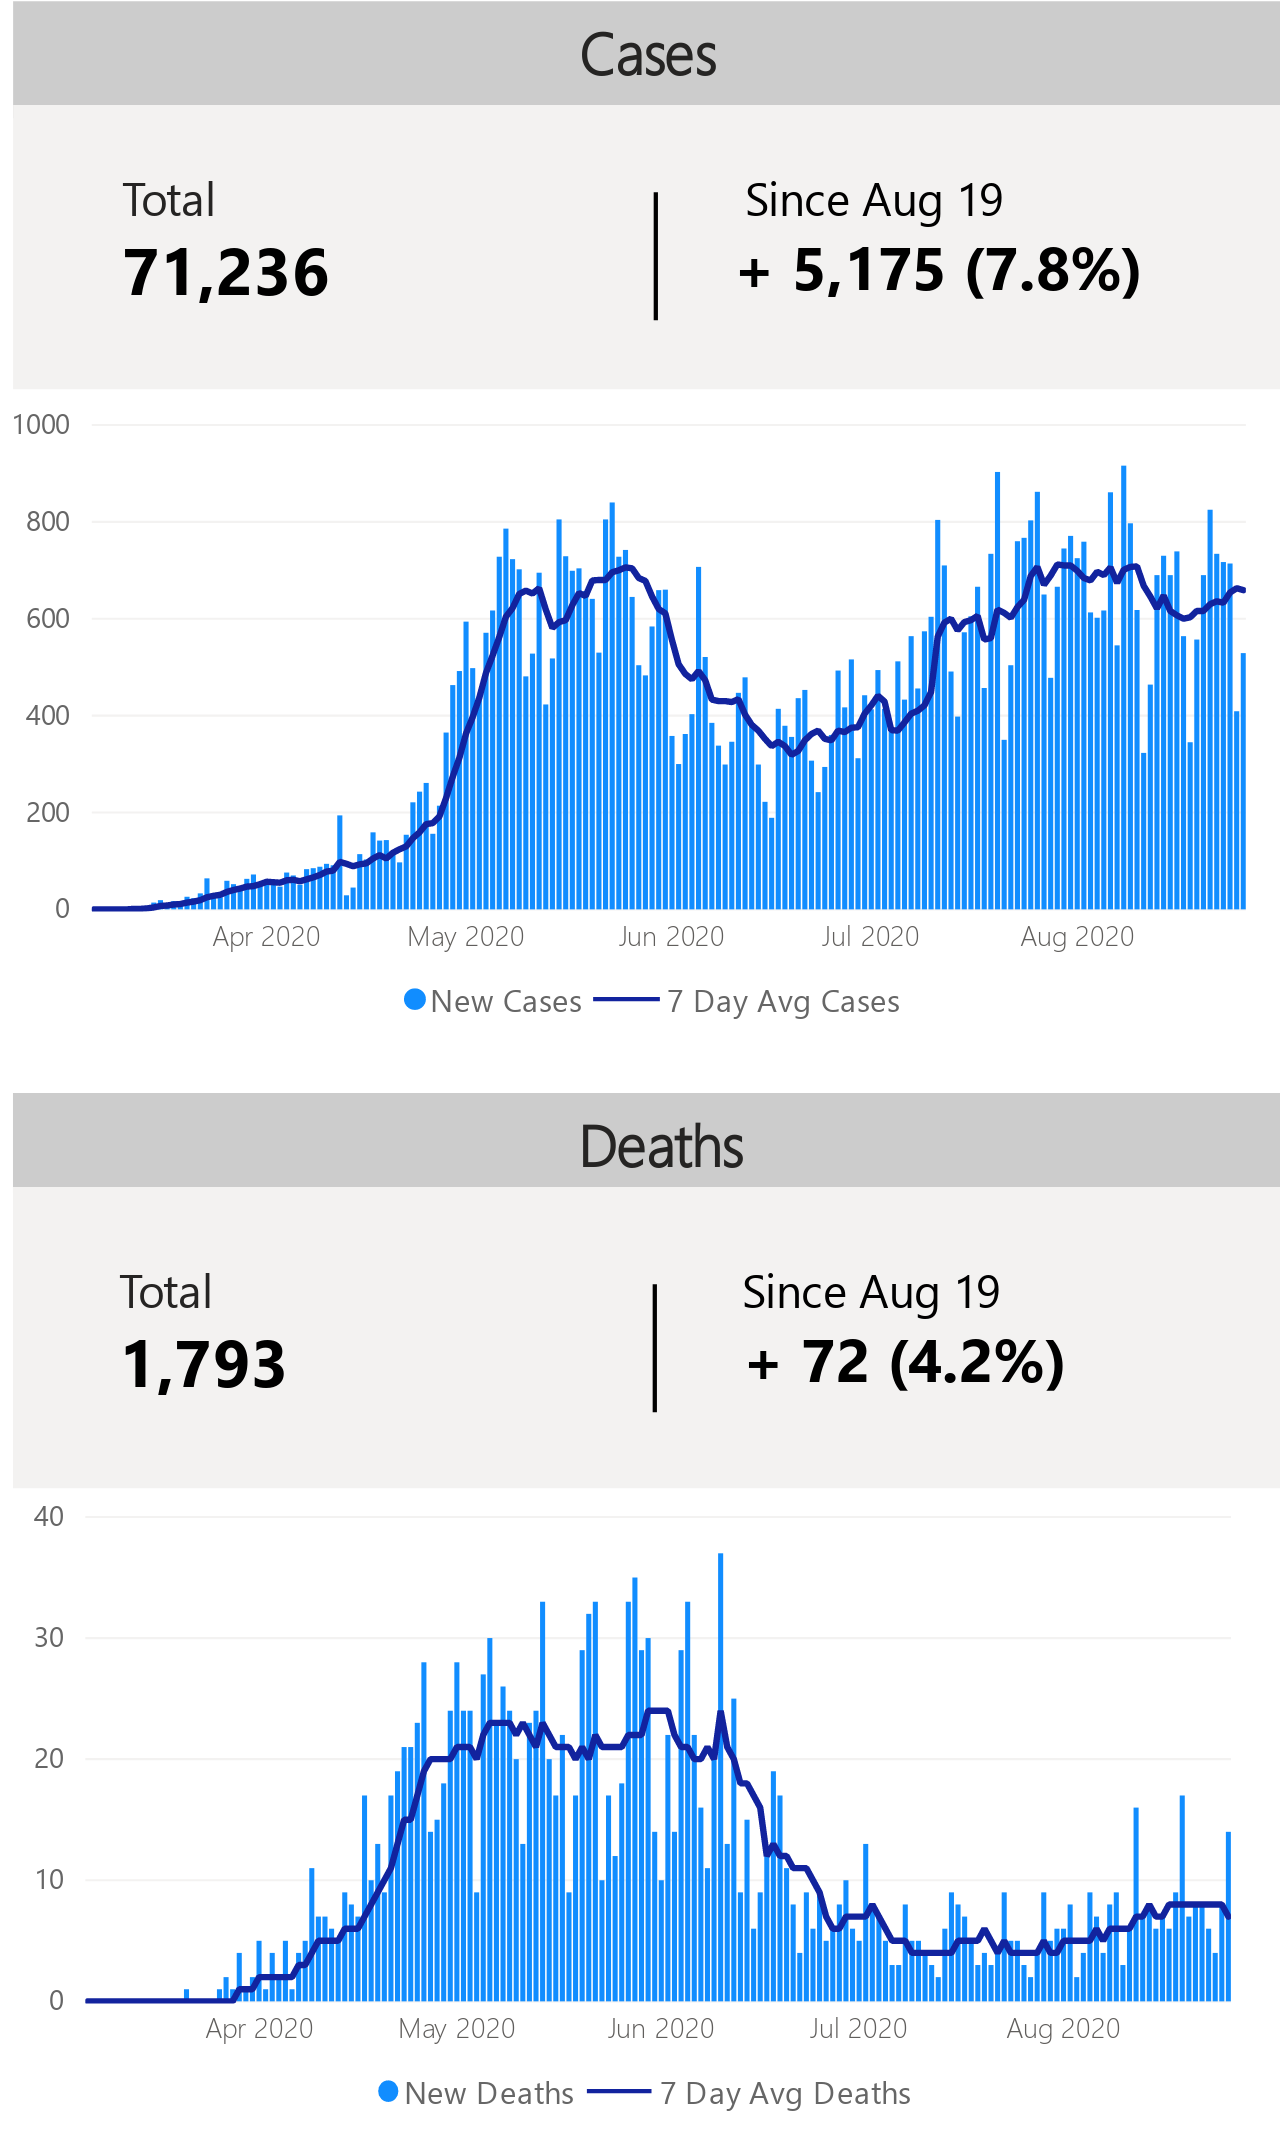 Cases
Total
Since Aug 19
71,236
+ 5,175 (7.8%)
1000
800
600
400
200
0
Apr 2020
May 2020
Jun 2020
Jul 2020
Aug 2020
New Cases
7 Day Avg Cases
Deaths
Total
Since Aug 19
1,793
+ 72 (4.2%)
40
30
20
10
0
Apr 2020
May 2020
Jun 2020
Jul 2020
Aug 2020
New Deaths
7 Day Avg Deaths